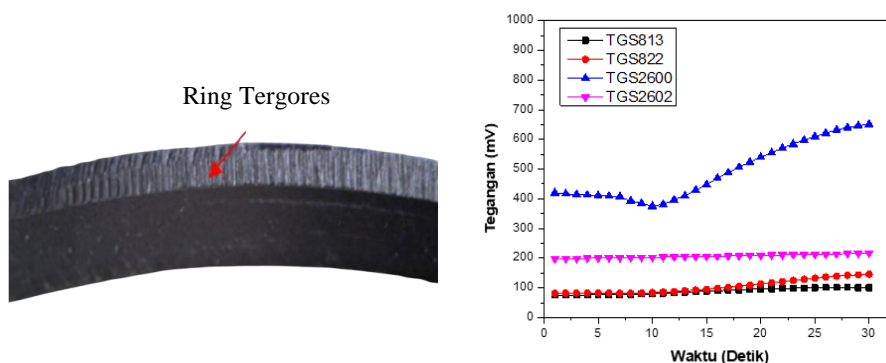 Ring Tergores
1000
900
800
700
600
500
400
300
200
100
0
Tegangan (mV)
TGS813
TGS822
TGS2600
TGS2602
0 5 10 15 20 25 30
Waktu (Detik)